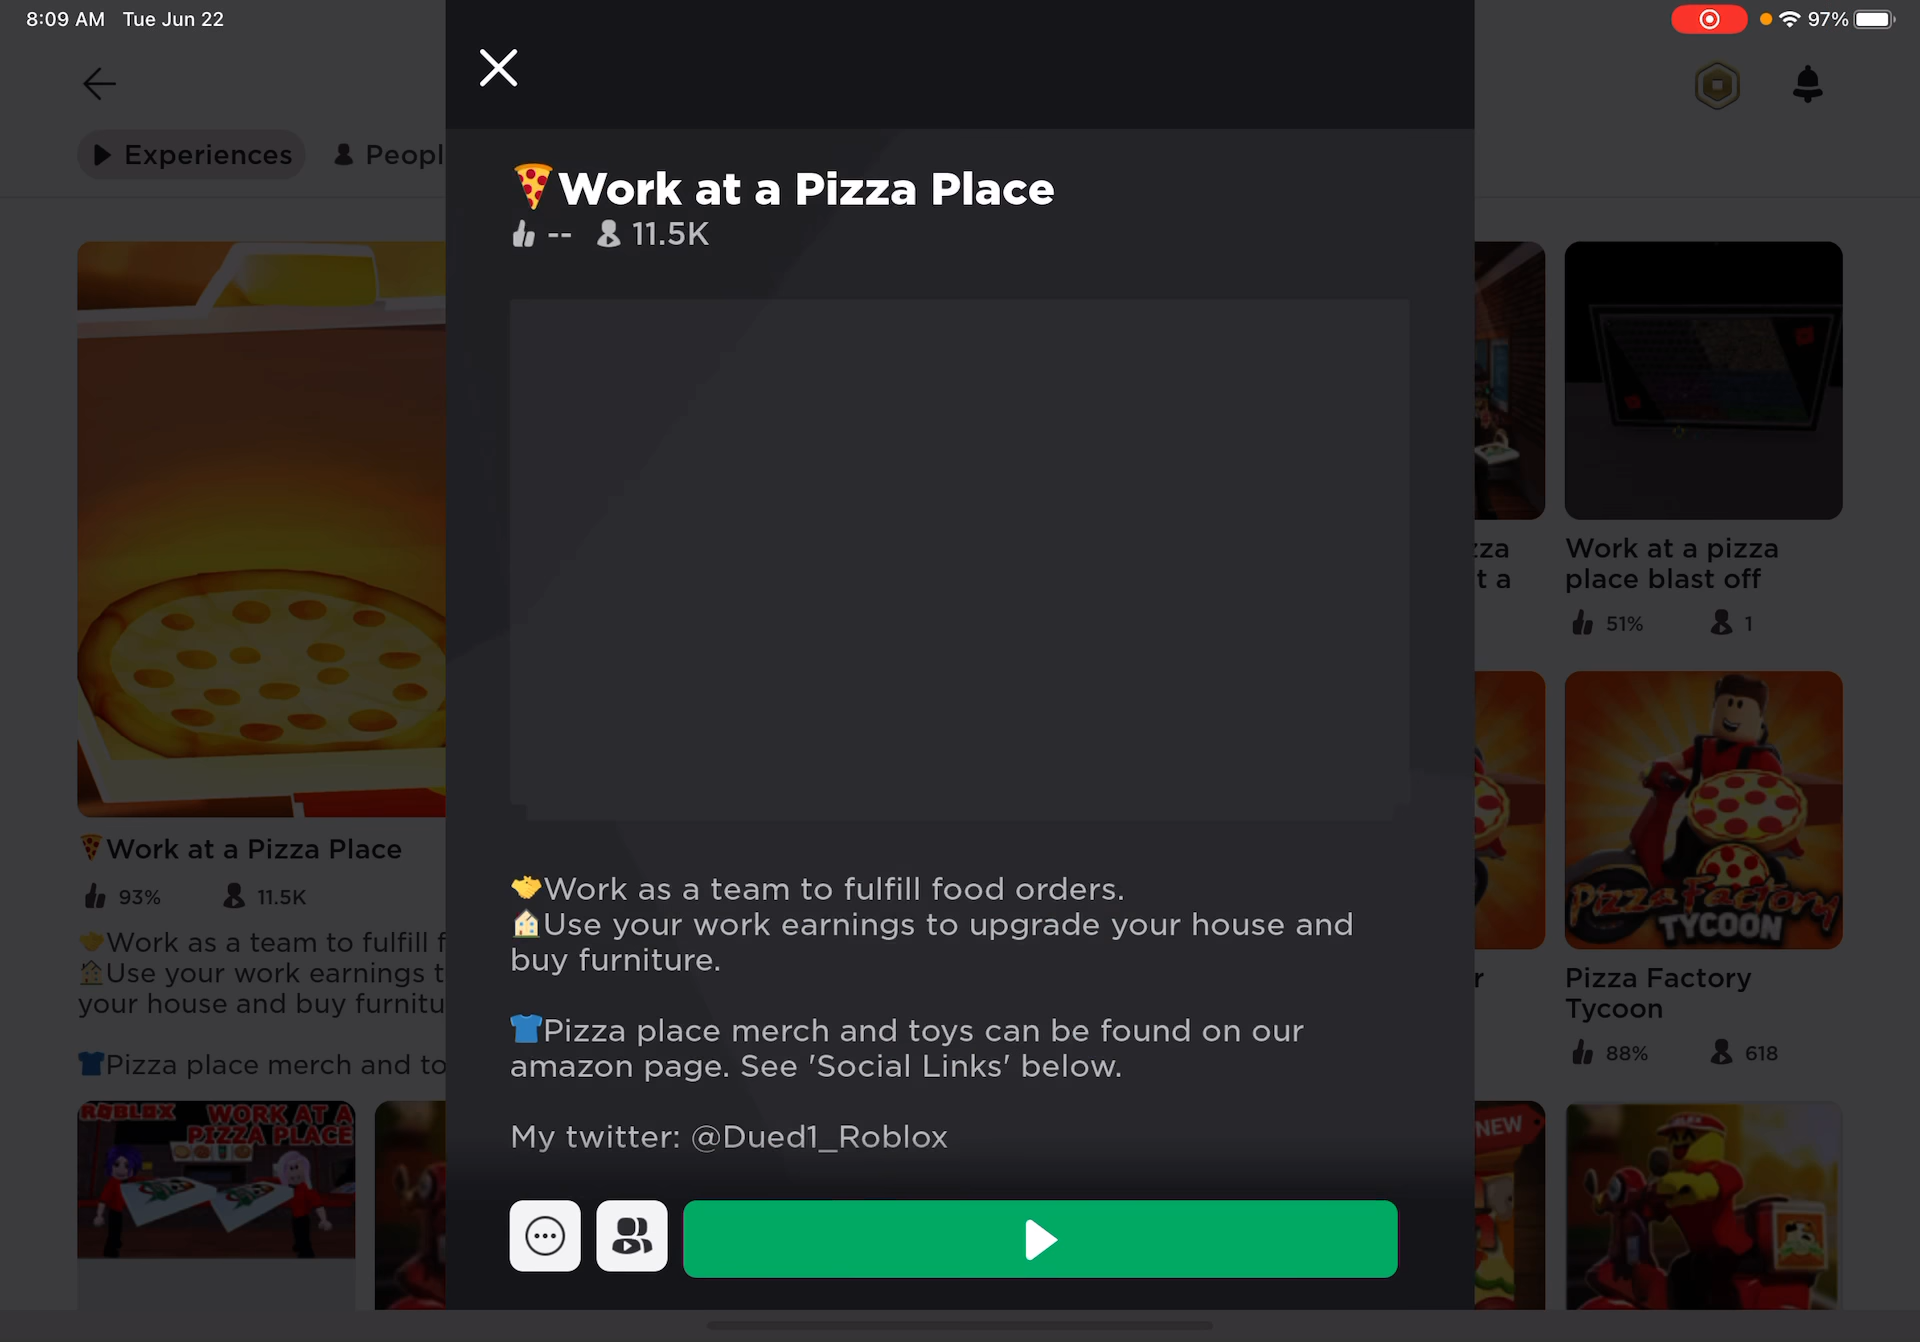 8:09 AM Tue Jun 22
97%
Experiences
Peopl
🍕Work at a Pizza Place
-- 11.5K
🤝Work as a team to fulfill food orders.
🏠Use your work earnings to upgrade your house and
buy furniture.
👕Pizza place merch and toys can be found on our
amazon page. See 'Social Links' below.
My twitter: @Dued1_Roblox
🍕Work at a Pizza Place
93% 11.5K
🤝Work as a team to fulfill f
🏠Use your work earnings t
your house and buy furnitu
👕Pizza place merch and to
ROBLOX WORK AT A
PIZZA PLACE
zza
t a
Work at a pizza
place blast off
51% 1
Pizza Factory
TYCOON
r
Pizza Factory
Tycoon
88% 618
NEW